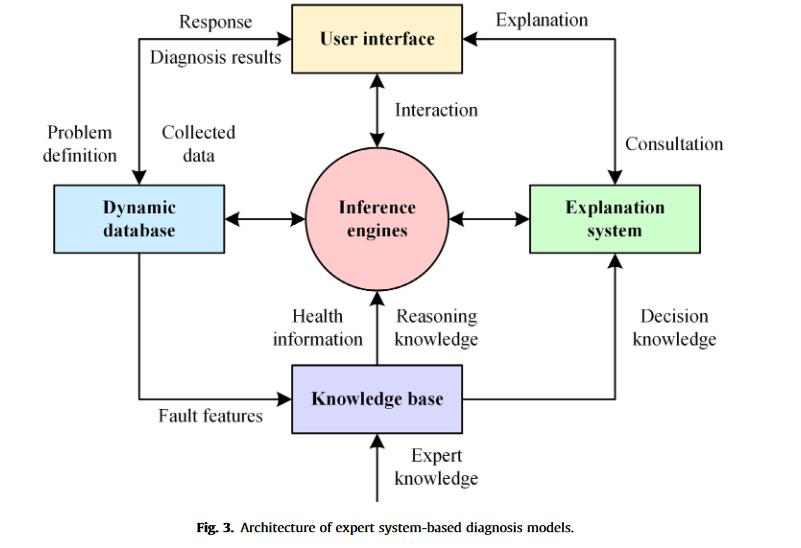 Response
Diagnosis results
User interface
Explanation
Interaction
Problem
definition
Collected
data
Consultation
Dynamic
database
Inference
engines
Explanation
system
Health
information
Reasoning
knowledge
Decision
knowledge
Fault features
Knowledge base
Expert
knowledge
Fig. 3. Architecture of expert system-based diagnosis models.